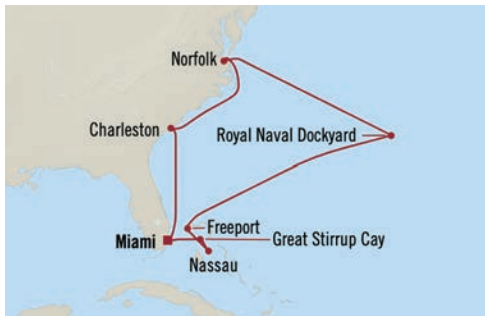 Norfolk
Charleston
Royal Naval Dockyard
Freeport
Miami
Great Stirrup Cay
Nassau